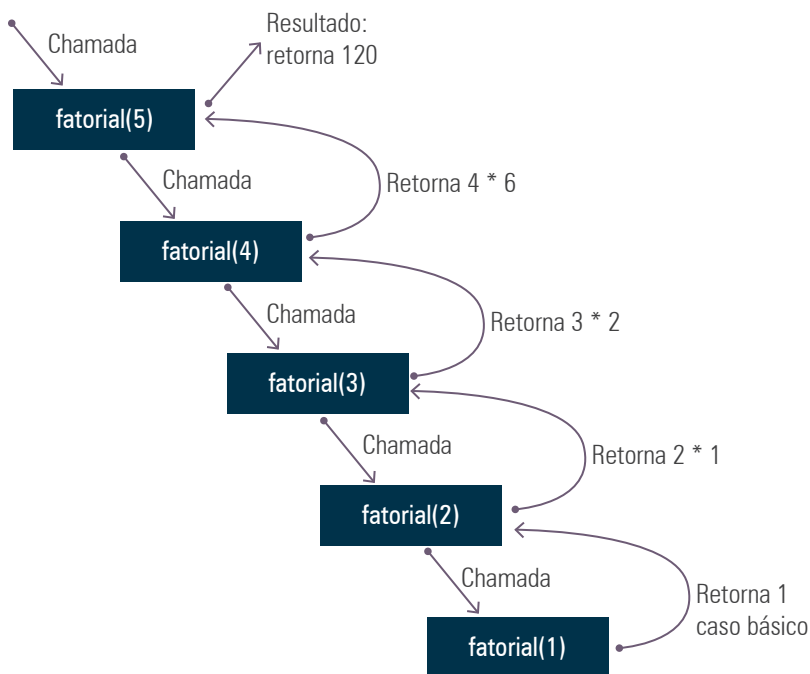 Chamada
Resultado:
retorna 120
fatorial(5)
Chamada
Retorna 4 * 6
fatorial(4)
Chamada
Retorna 3 * 2
fatorial(3)
Chamada
Retorna 2 * 1
fatorial(2)
Chamada
Retorna 1
caso básico
fatorial(1)